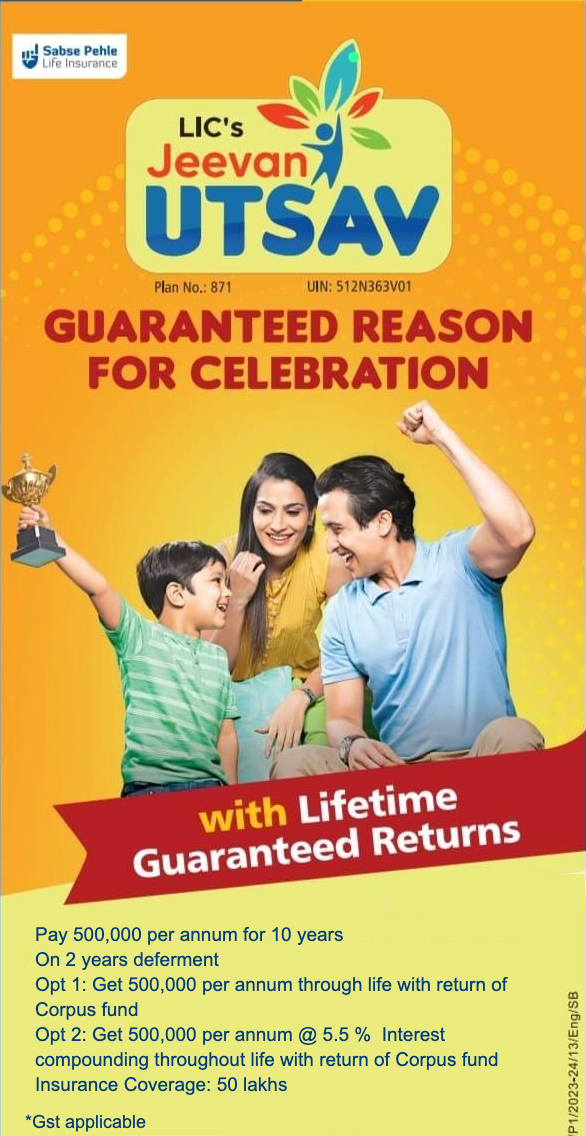 Sabse Pehle
Life Insurance
LIC's
Jeevan
UTSAV
Plan No.: 871 UIN: 512N363V01
GUARANTEED REASON
FOR CELEBRATION
with Lifetime
Guaranteed Returns
Pay 500,000 per annum for 10 years
On 2 years deferment
Opt 1: Get 500,000 per annum through life with return of
Corpus fund
Opt 2: Get 500,000 per annum @ 5.5 % Interest
compounding throughout life with return of Corpus fund
Insurance Coverage: 50 lakhs
*Gst applicable
P1/2023-24/13/Eng/SB